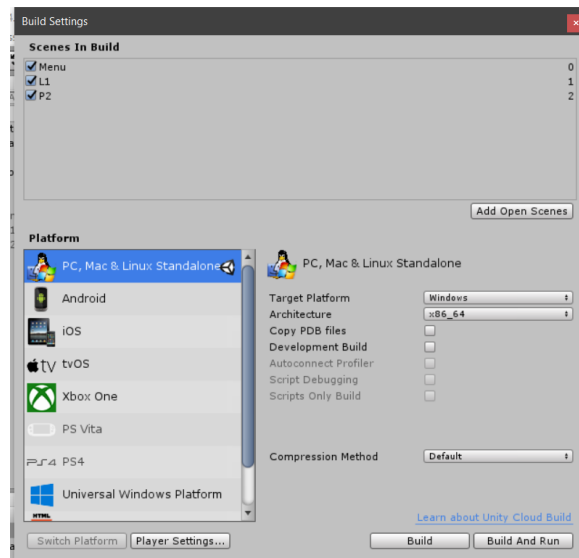 Build Settings
Scenes In Build
Menu 0
L1 1
P2 2
Add Open Scenes
Platform
PC, Mac & Linux Standalone
Android
iOS
tv tvOS
Xbox One
PS Vita
PS4 PS4
Universal Windows Platform
HTML
PC, Mac & Linux Standalone
Target Platform Windows
Architecture x86_64
Copy PDB files
Development Build
Autoconnect Profiler
Script Debugging
Scripts Only Build
Compression Method Default
Learn about Unity Cloud Build
Switch Platform Player Settings... Build Build And Run